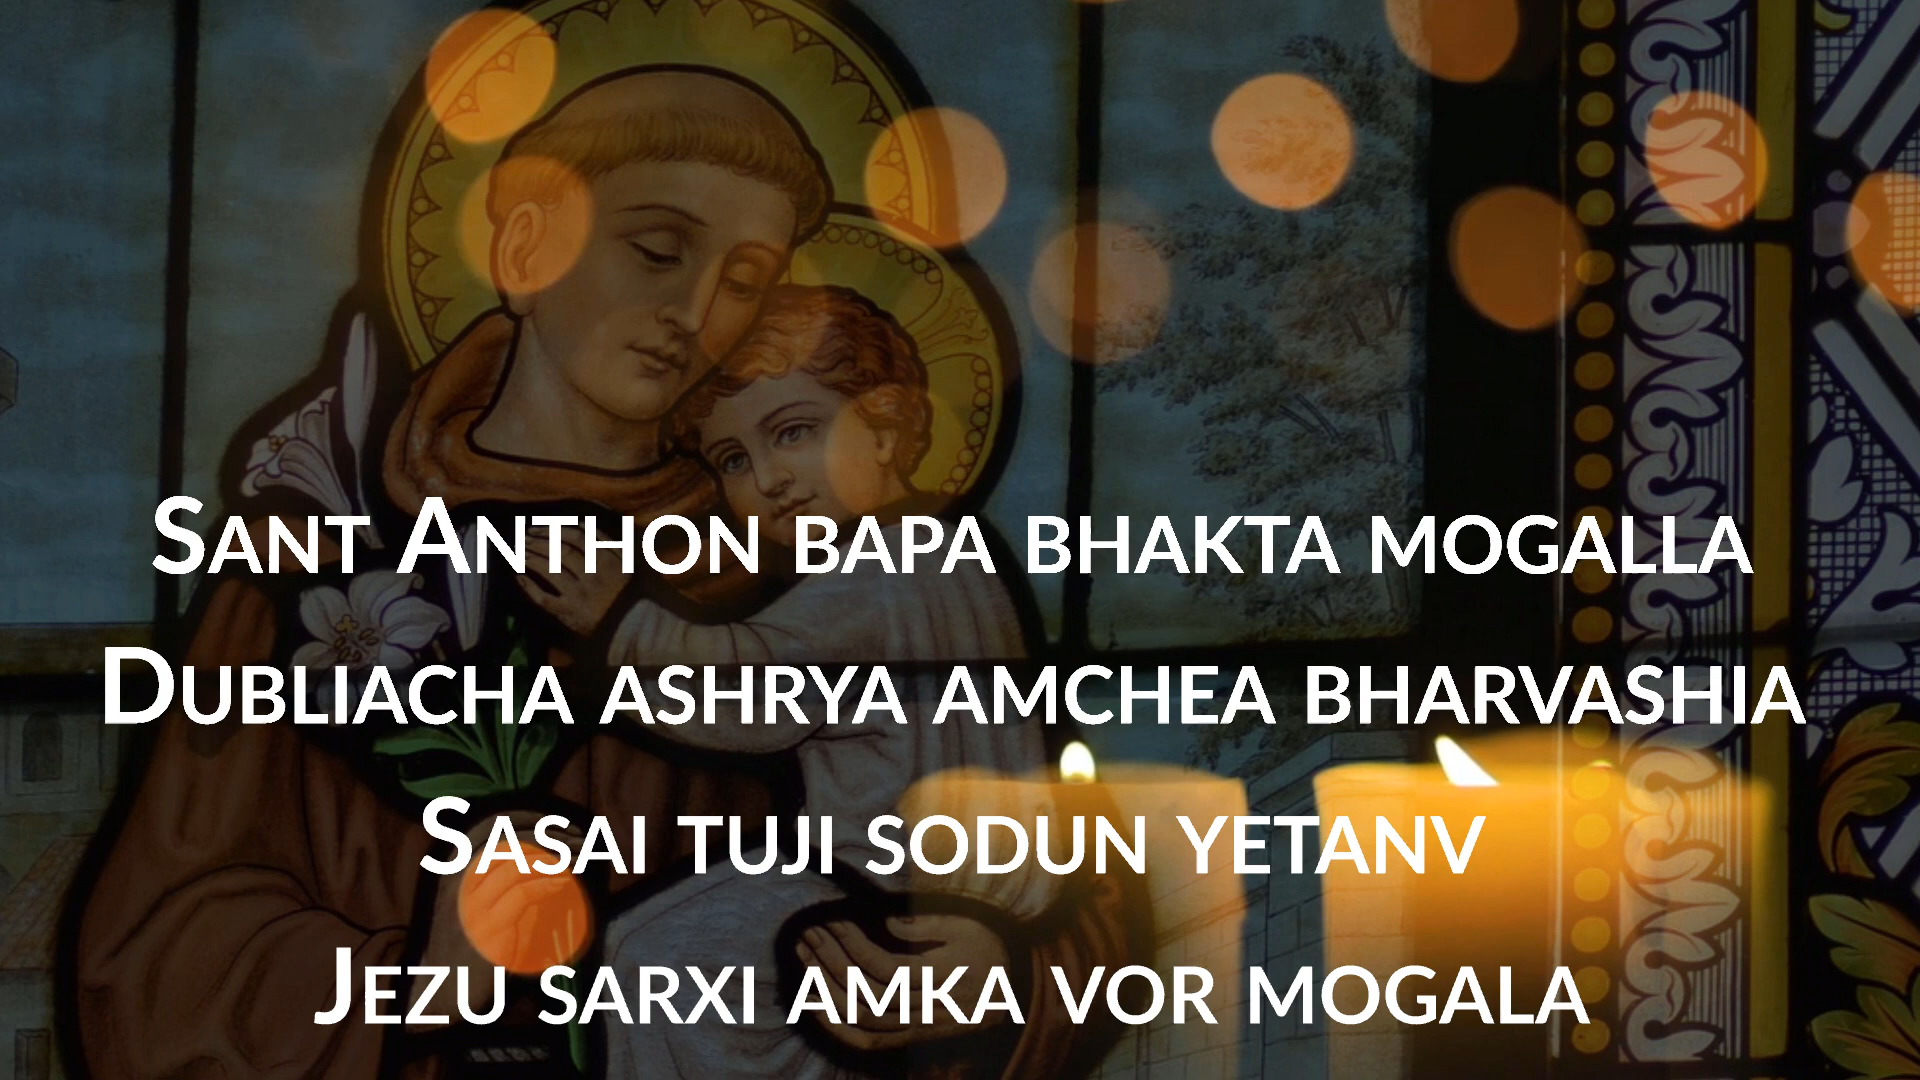 Sant Anthon bapa bhakta mogalla
Dubliacha ashrya amchea bharvashia
Sasai tuji sodun yetanv
Jezu sarxi amka vor mogala